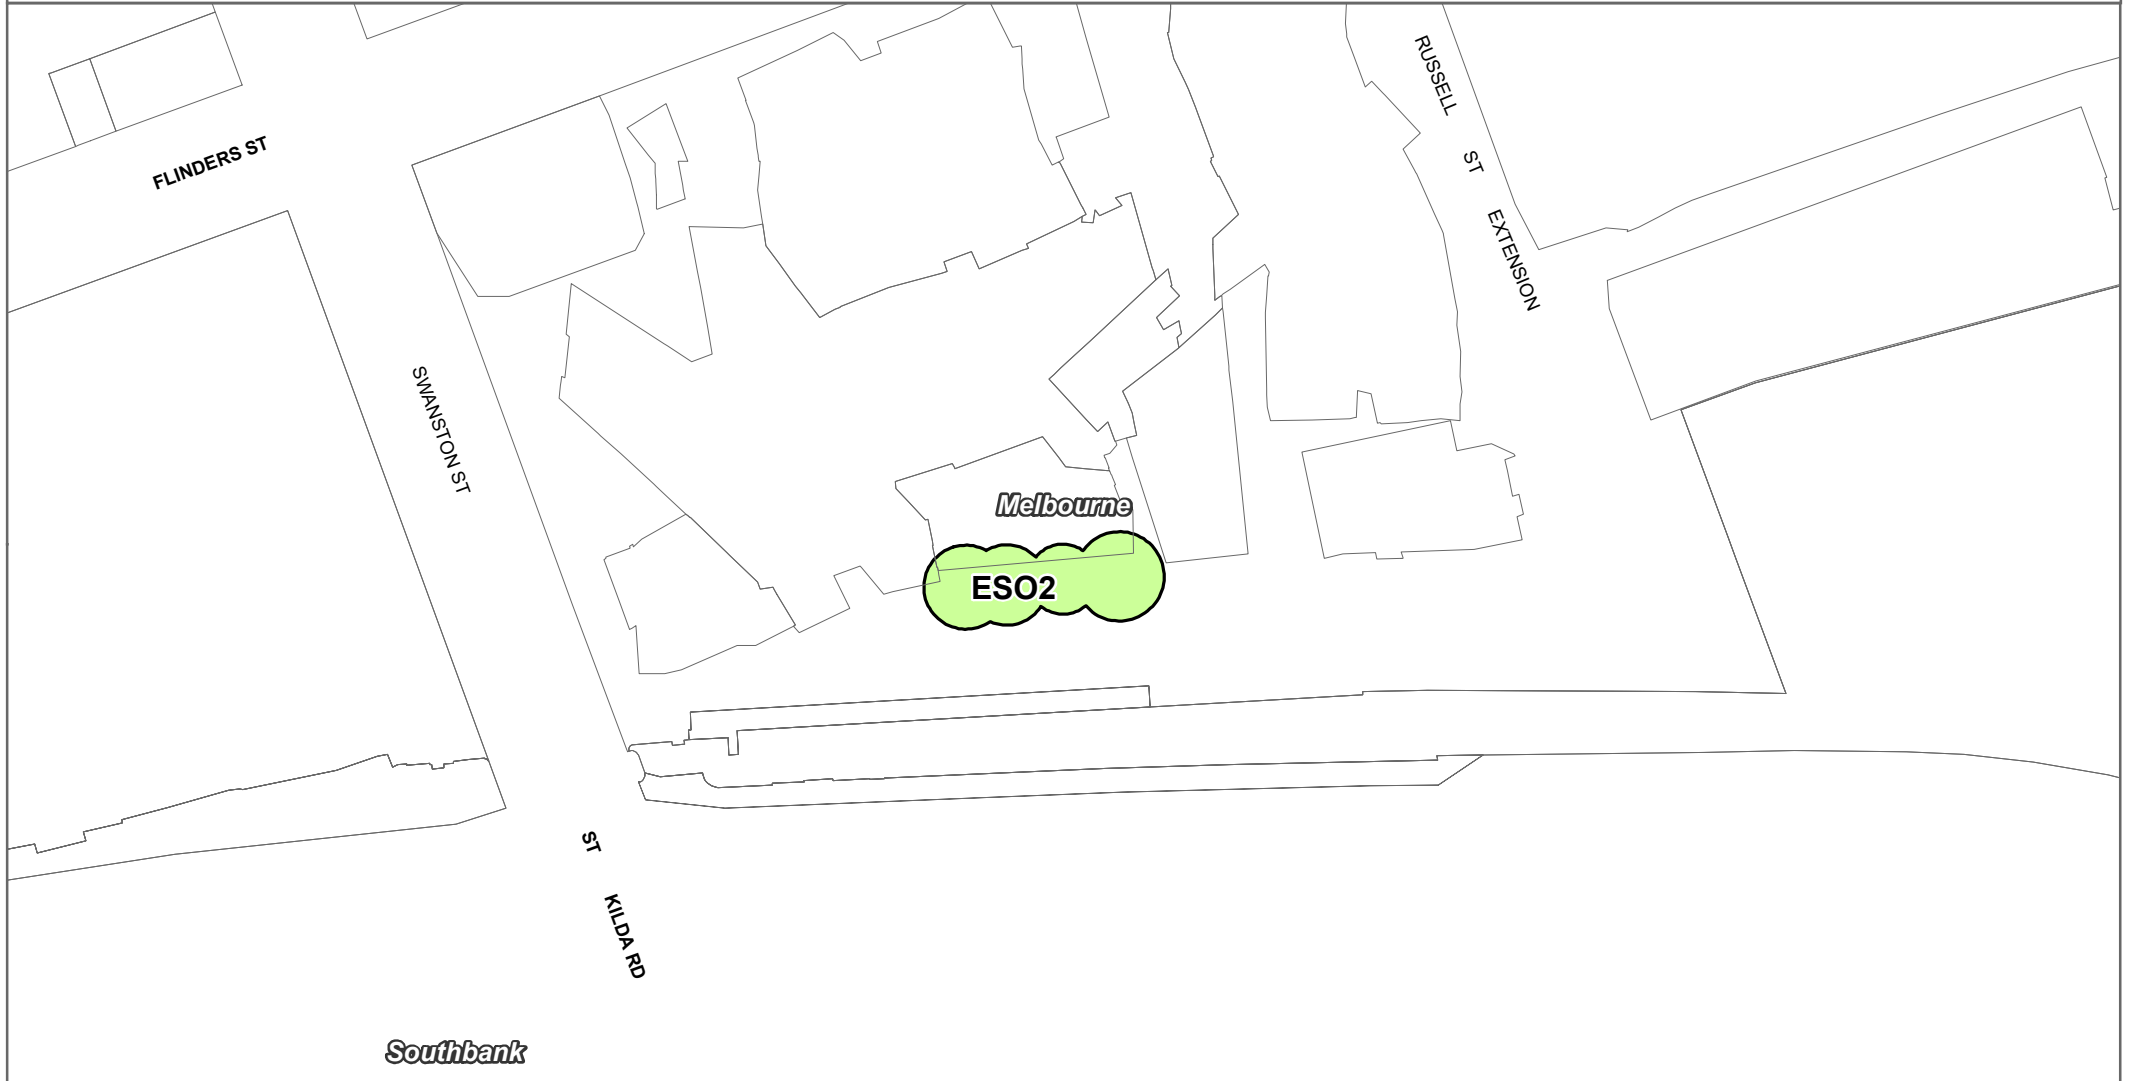 RUSSELL ST EXTENSION
FLINDERS ST
SWANSTON ST
Melbourne
ESO2
ST KILDA RD
Southbank